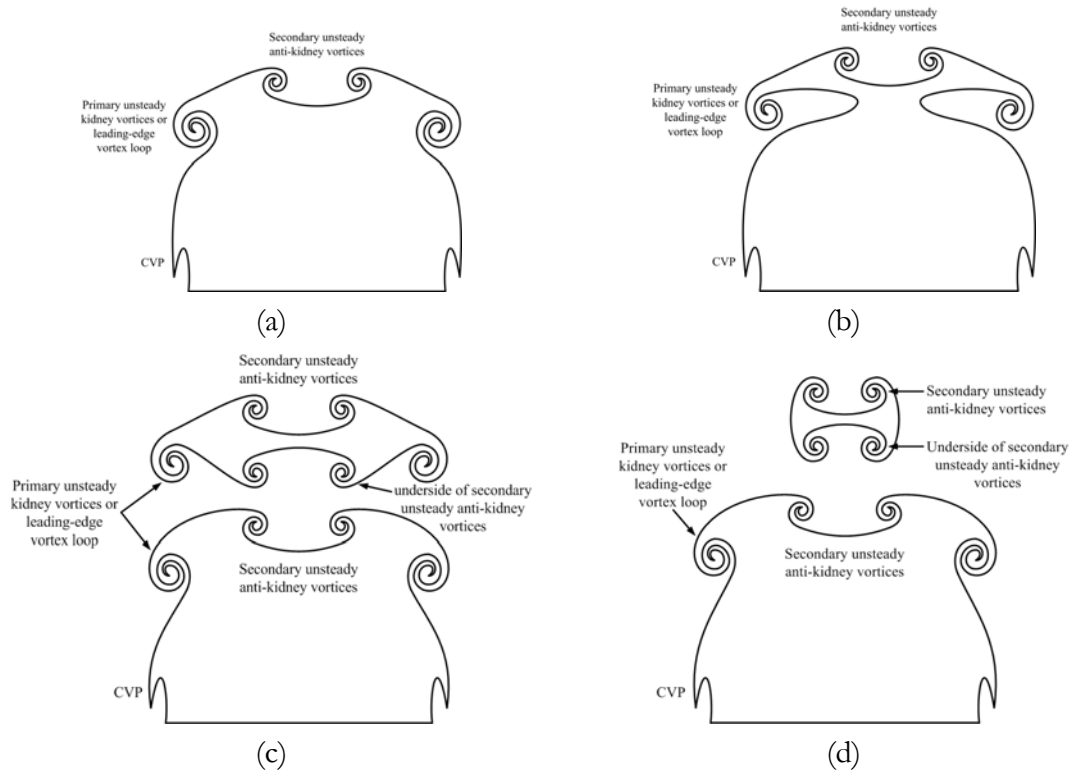 Secondary unsteady
anti-kidney vortices
Primary unsteady
kidney vortices or
leading-edge
vortex loop
CVP
(a)
Secondary unsteady
anti-kidney vortices
Primary unsteady
kidney vortices or
leading-edge
vortex loop
CVP
(b)
Secondary unsteady
anti-kidney vortices
Primary unsteady
kidney vortices or
leading-edge
vortex loop
underside of secondary
unsteady anti-kidney
vortices
Secondary unsteady
anti-kidney vortices
CVP
(c)
Secondary unsteady
anti-kidney vortices
Underside of secondary
unsteady anti-kidney
vortices
Primary unsteady
kidney vortices or
leading-edge
vortex loop
Secondary unsteady
anti-kidney vortices
CVP
(d)